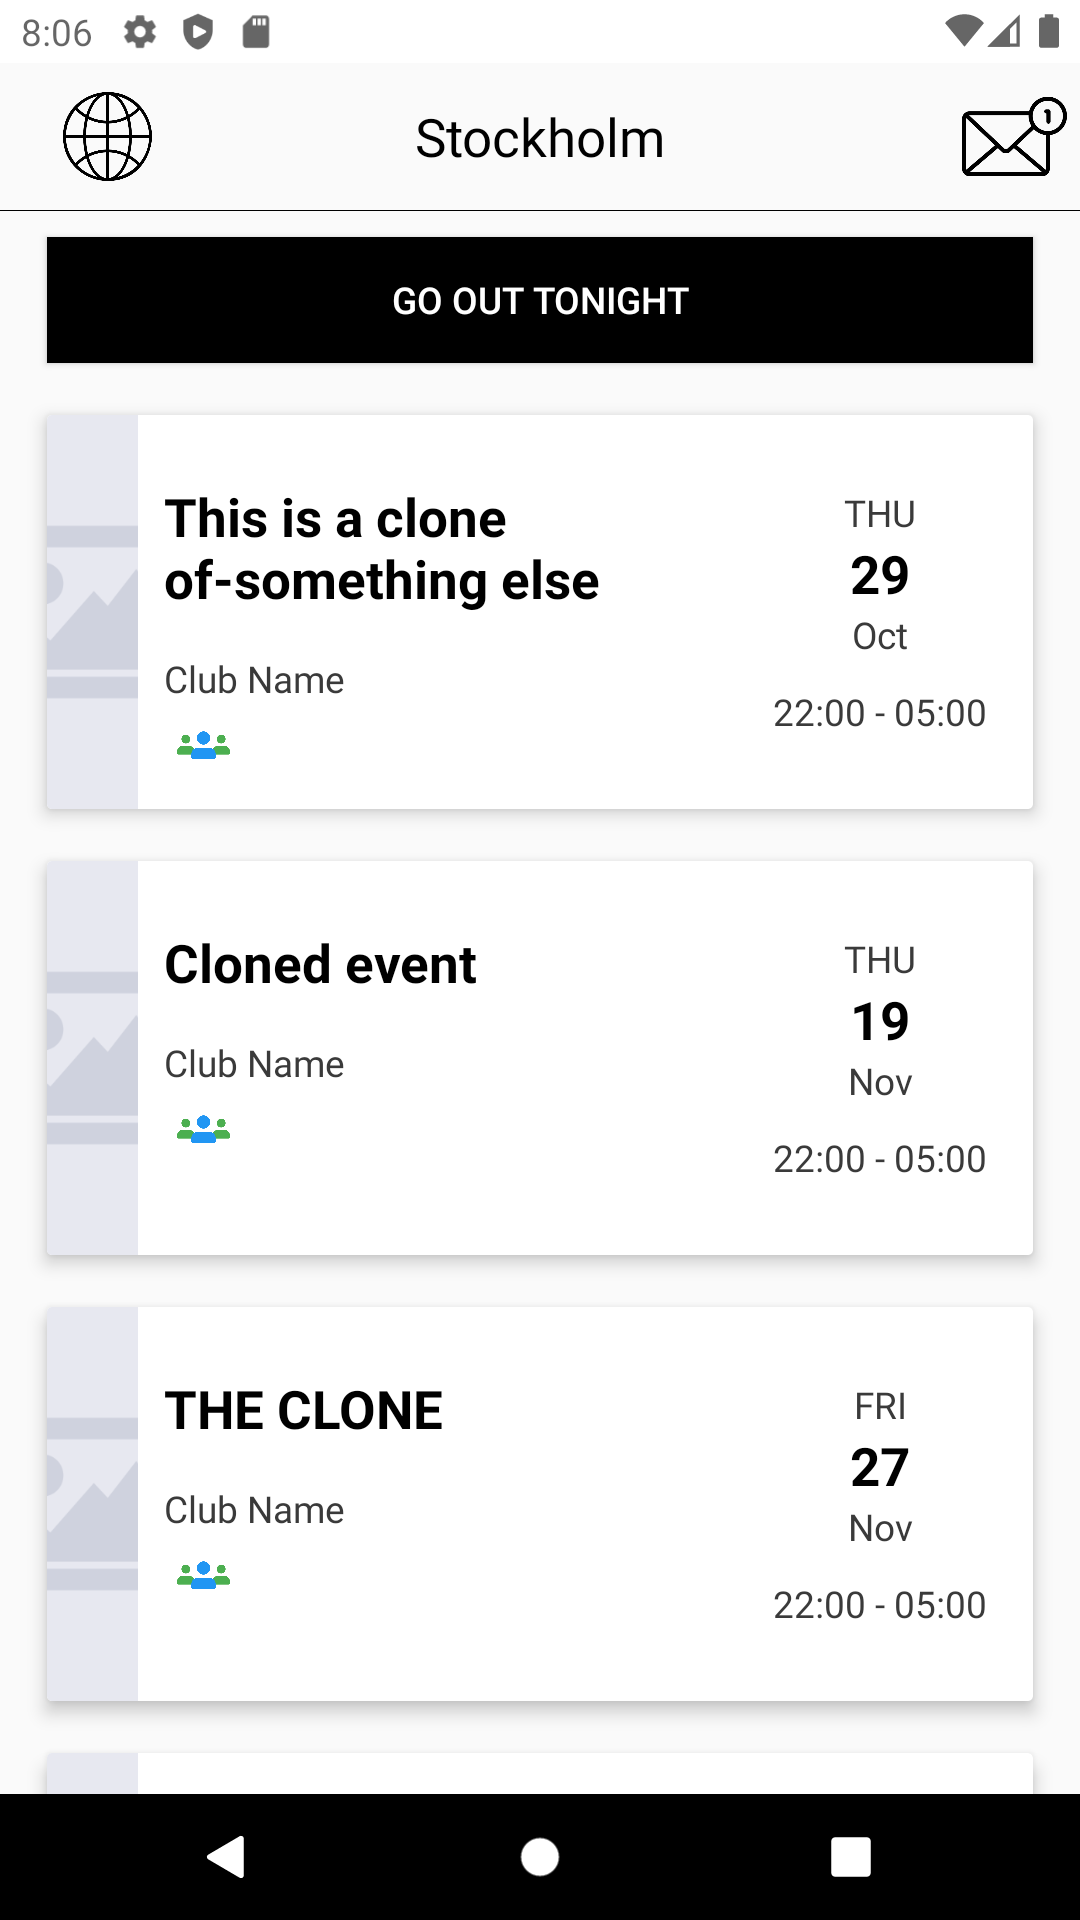 8:06
Stockholm
1
GO OUT TONIGHT
This is a clone
of-something else
Club Name
THU
29
Oct
22:00 - 05:00
Cloned event
Club Name
THU
19
Nov
22:00 - 05:00
THE CLONE
Club Name
FRI
27
Nov
22:00 - 05:00